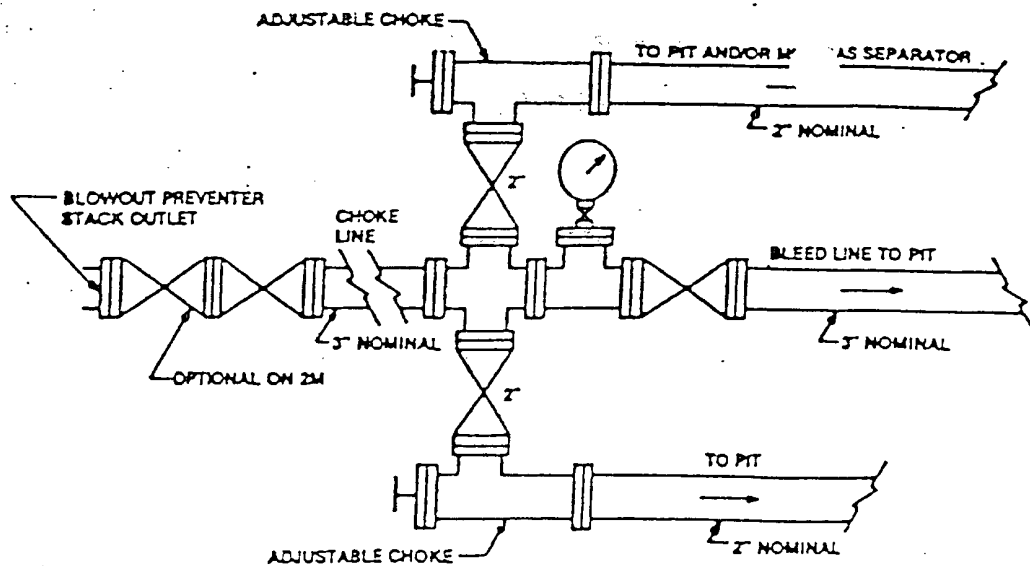 ADJUSTABLE CHOKE
TO PIT AND/OR AS SEPARATOR
2" NOMINAL
2"
BLOWOUT PREVENTER
STACK OUTLET
CHOKE
LINE
BLEED LINE TO PIT
3" NOMINAL
3" NOMINAL
OPTIONAL ON 2M
2"
TO PIT
2" NOMINAL
ADJUSTABLE CHOKE